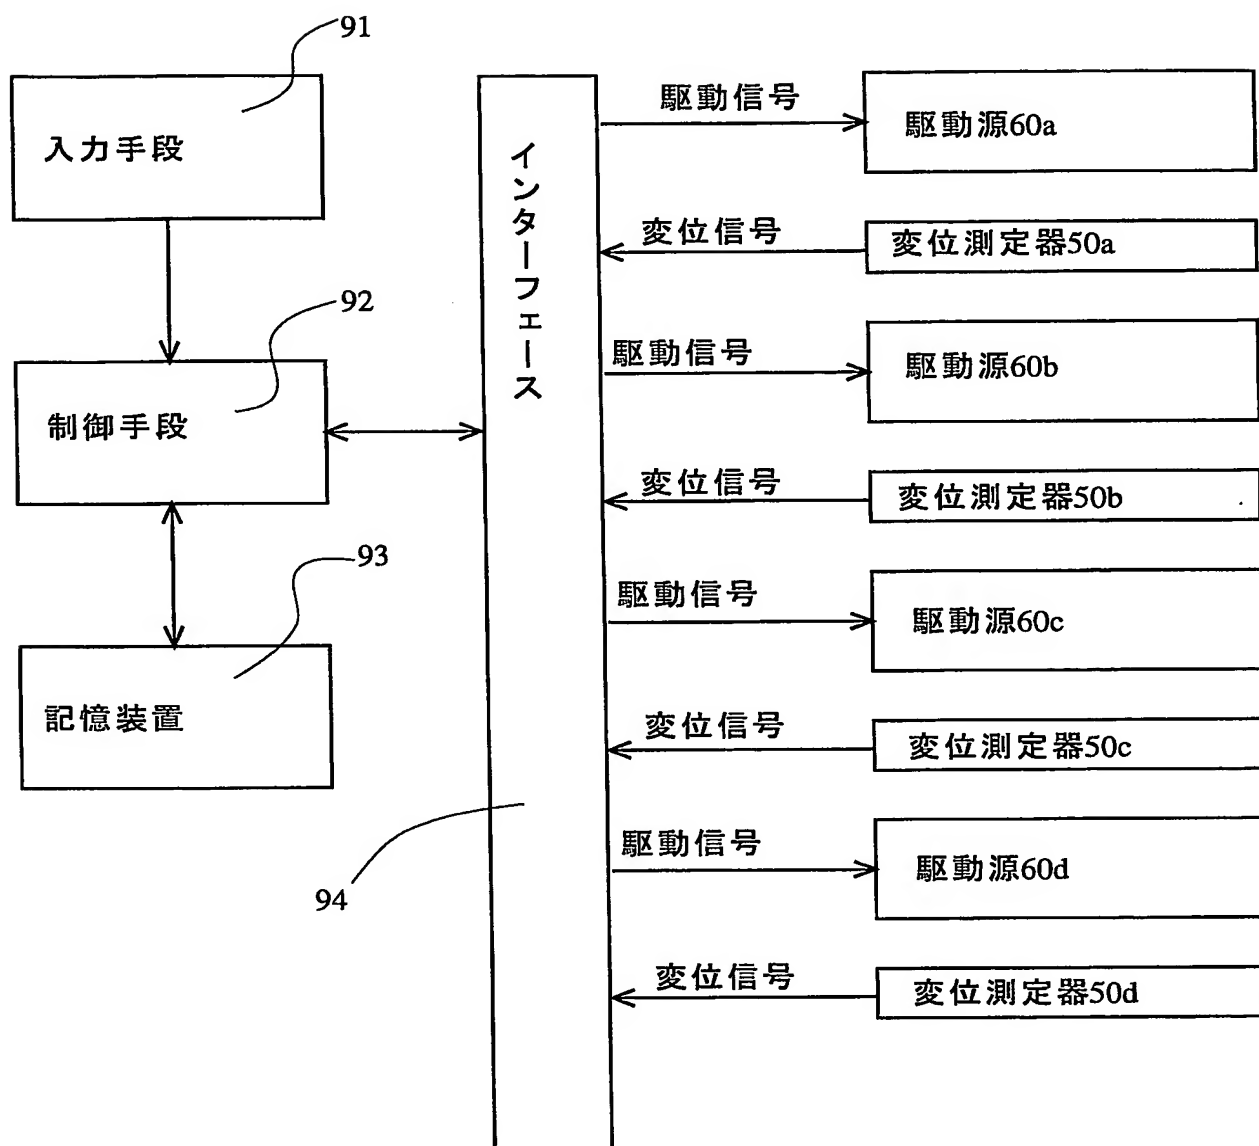 91
入力手段
92
制御手段
93
記憶装置
インターフェース
94
駆動信号
駆動源60a
変位信号
変位測定器50a
駆動信号
駆動源60b
変位信号
変位測定器50b
駆動信号
駆動源60c
変位信号
変位測定器50c
駆動信号
駆動源60d
変位信号
変位測定器50d